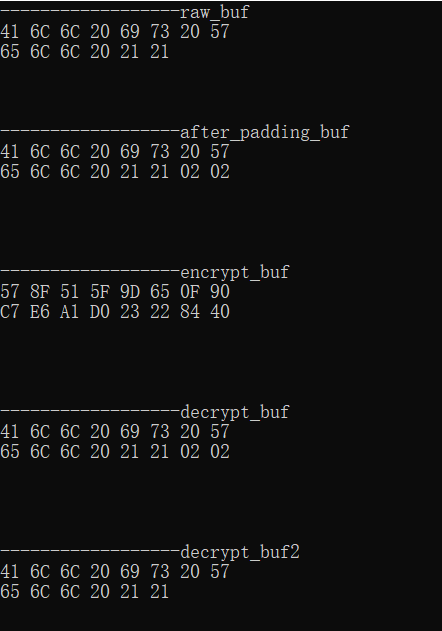 ------------------raw_buf
41 6C 6C 20 69 73 20 57
65 6C 6C 20 21 21
------------------after_padding_buf
41 6C 6C 20 69 73 20 57
65 6C 6C 20 21 21 02 02
------------------encrypt_buf
57 8F 51 5F 9D 65 0F 90
C7 E6 A1 D0 23 22 84 40
------------------decrypt_buf
41 6C 6C 20 69 73 20 57
65 6C 6C 20 21 21 02 02
------------------decrypt_buf2
41 6C 6C 20 69 73 20 57
65 6C 6C 20 21 21